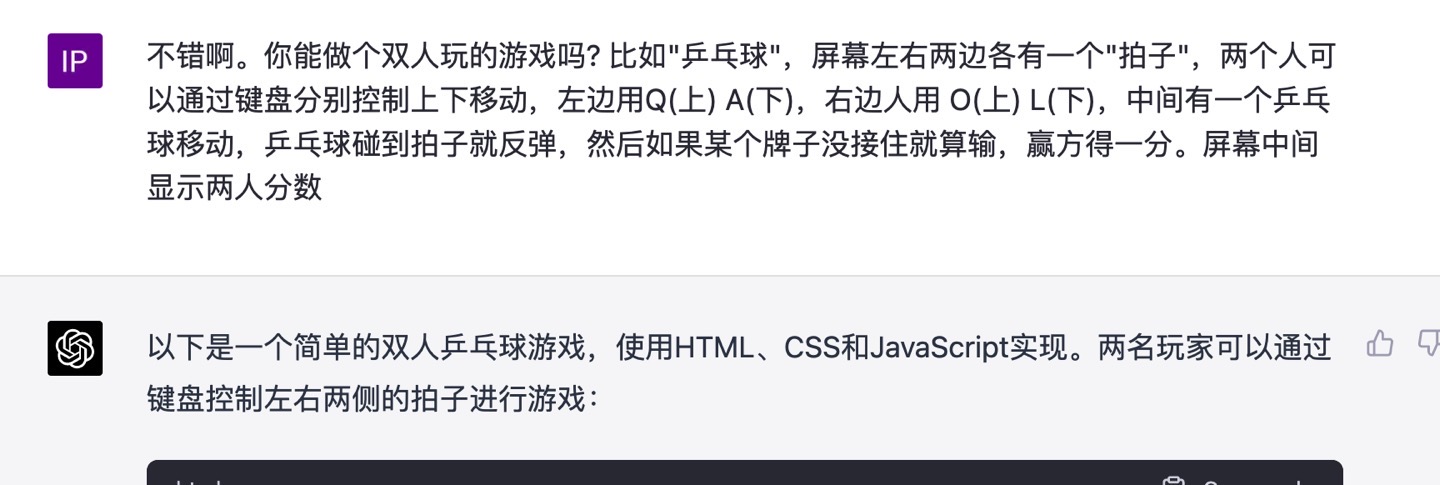 IP
不错啊。你能做个双人玩的游戏吗? 比如"乒乓球"，屏幕左右两边各有一个"拍子"，两个人可
以通过键盘分别控制上下移动，左边用Q(上) A(下)，右边人用 O(上) L(下)，中间有一个乒乓
球移动，乒乓球碰到拍子就反弹，然后如果某个牌子没接住就算输，赢方得一分。屏幕中间
显示两人分数
以下是一个简单的双人乒乓球游戏，使用HTML、CSS和JavaScript实现。两名玩家可以通过
键盘控制左右两侧的拍子进行游戏：